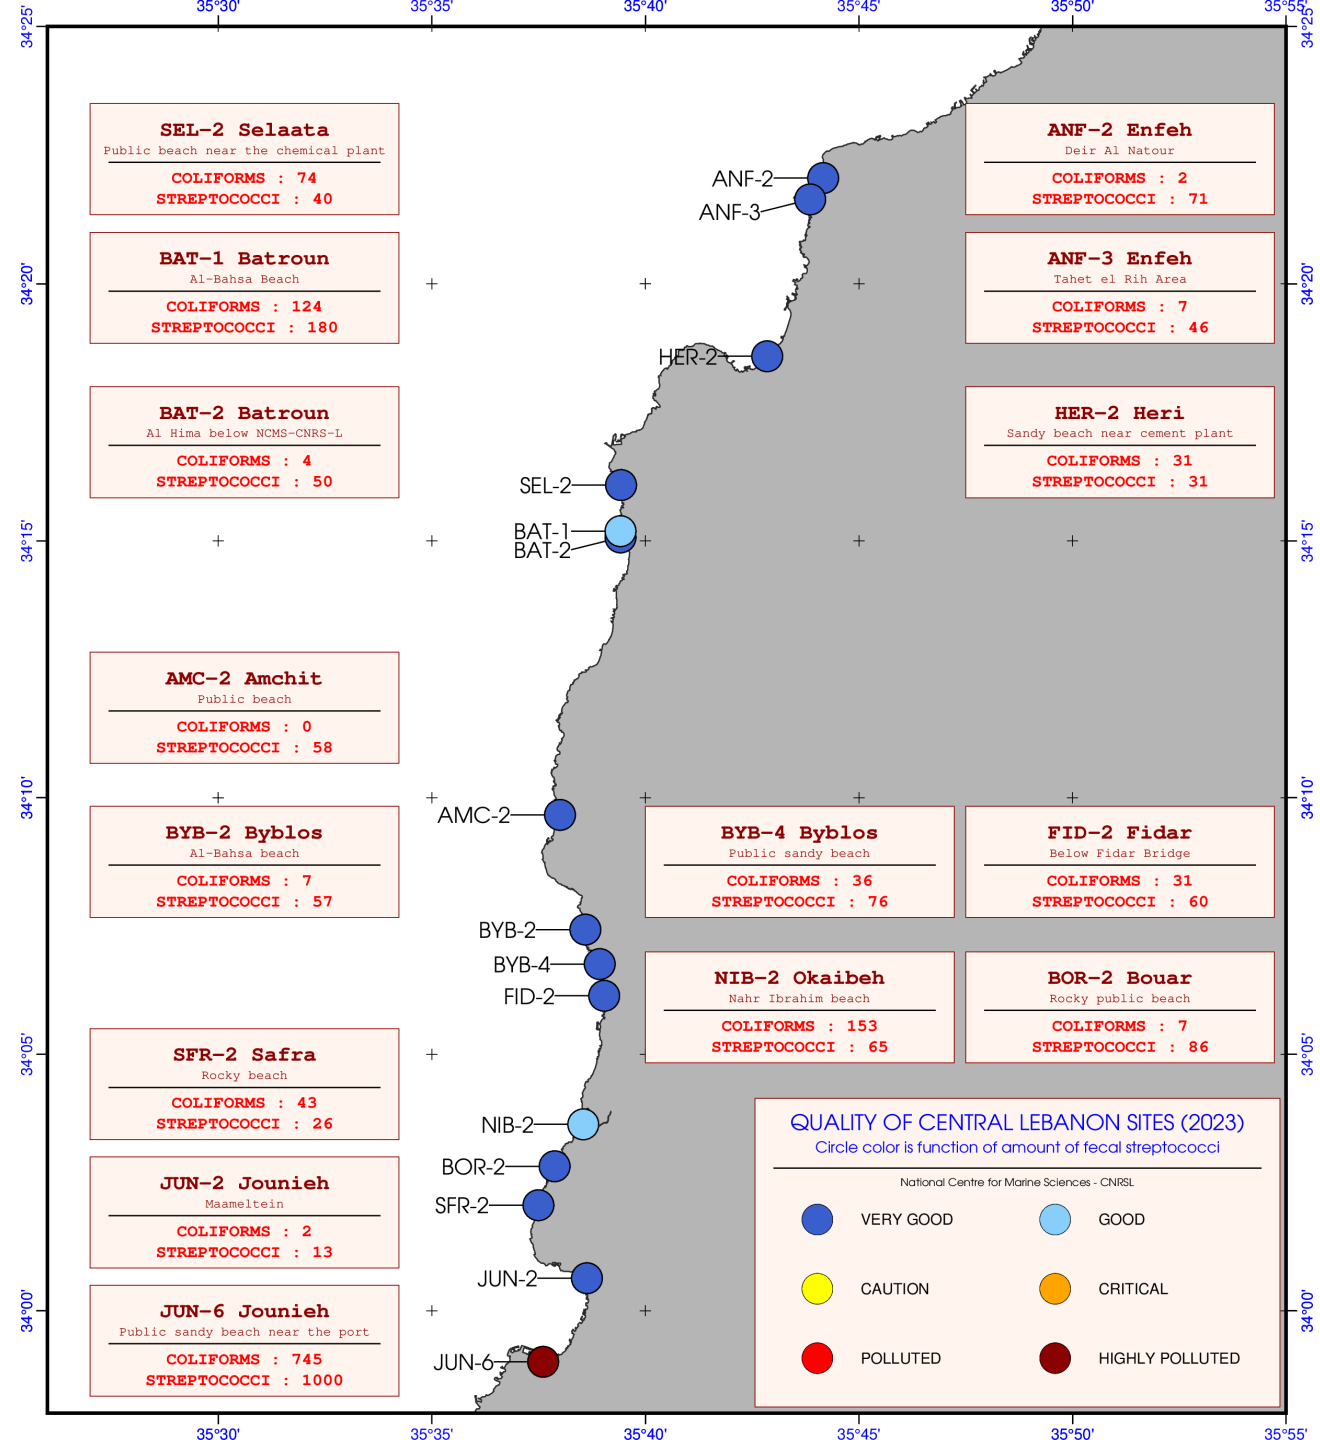 35°30'
35°35'
35°40'
35°45'
35°50'
35°55'
34°25'
34°25'
SEL-2 Selaata
Public beach near the chemical plant
COLIFORMS : 74
STREPTOCOCCI : 40
ANF-2 Enfeh
Deir Al Natour
COLIFORMS : 2
STREPTOCOCCI : 71
ANF-2
ANF-3
BAT-1 Batroun
Al-Bahsa Beach
COLIFORMS : 124
STREPTOCOCCI : 180
ANF-3 Enfeh
Tahet el Rih Area
COLIFORMS : 7
STREPTOCOCCI : 46
34°20'
34°20'
HER-2
BAT-2 Batroun
Al Hima below NCMS-CNRS-L
COLIFORMS : 4
STREPTOCOCCI : 50
HER-2 Heri
Sandy beach near cement plant
COLIFORMS : 31
STREPTOCOCCI : 31
SEL-2
BAT-1
BAT-2
34°15'
34°15'
AMC-2 Amchit
Public beach
COLIFORMS : 0
STREPTOCOCCI : 58
34°10'
34°10'
AMC-2
BYB-2 Byblos
Al-Bahsa beach
COLIFORMS : 7
STREPTOCOCCI : 57
BYB-4 Byblos
Public sandy beach
COLIFORMS : 36
STREPTOCOCCI : 76
FID-2 Fidar
Below Fidar Bridge
COLIFORMS : 31
STREPTOCOCCI : 60
BYB-2
BYB-4
FID-2
NIB-2 Okaibeh
Nahr Ibrahim beach
COLIFORMS : 153
STREPTOCOCCI : 65
BOR-2 Bouar
Rocky public beach
COLIFORMS : 7
STREPTOCOCCI : 86
34°05'
34°05'
SFR-2 Safra
Rocky beach
COLIFORMS : 43
STREPTOCOCCI : 26
NIB-2
BOR-2
SFR-2
JUN-2 Jounieh
Maameltein
COLIFORMS : 2
STREPTOCOCCI : 13
JUN-2
JUN-6 Jounieh
Public sandy beach near the port
COLIFORMS : 745
STREPTOCOCCI : 1000
JUN-6
34°00'
34°00'
QUALITY OF CENTRAL LEBANON SITES (2023)
Circle color is function of amount of fecal streptococci
National Centre for Marine Sciences - CNRSL
VERY GOOD
GOOD
CAUTION
CRITICAL
POLLUTED
HIGHLY POLLUTED
35°30'
35°35'
35°40'
35°45'
35°50'
35°55'